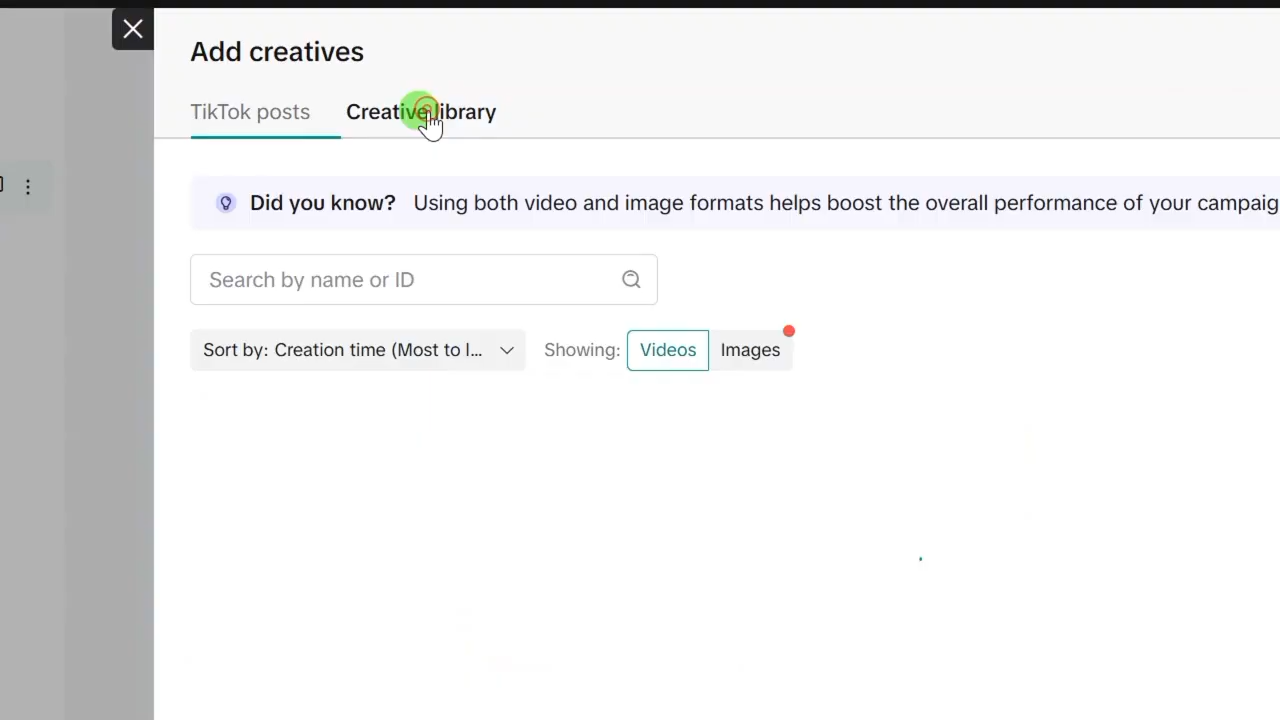 Add creatives
TikTok posts Creative library
Did you know? Using both video and image formats helps boost the overall performance of your campaig
Search by name or ID
Sort by: Creation time (Most to l... Showing: Videos Images